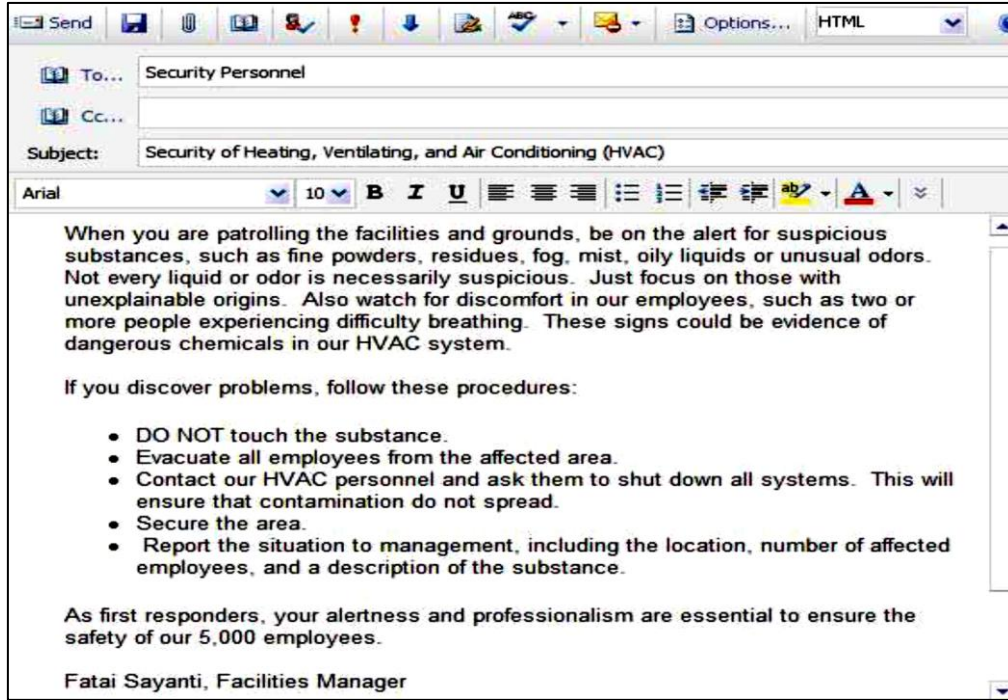 Send ABC Options... HTML
To... Security Personnel
Cc...
Subject: Security of Heating, Ventilating, and Air Conditioning (HVAC)
Arial 10 B I U ab A
When you are patrolling the facilities and grounds, be on the alert for suspicious
substances, such as fine powders, residues, fog, mist, oily liquids or unusual odors.
Not every liquid or odor is necessarily suspicious. Just focus on those with
unexplainable origins. Also watch for discomfort in our employees, such as two or
more people experiencing difficulty breathing. These signs could be evidence of
dangerous chemicals in our HVAC system.
If you discover problems, follow these procedures:
• DO NOT touch the substance.
• Evacuate all employees from the affected area.
• Contact our HVAC personnel and ask them to shut down all systems. This will
ensure that contamination do not spread.
• Secure the area.
• Report the situation to management, including the location, number of affected
employees, and a description of the substance.
As first responders, your alertness and professionalism are essential to ensure the
safety of our 5,000 employees.
Fatai Sayanti, Facilities Manager